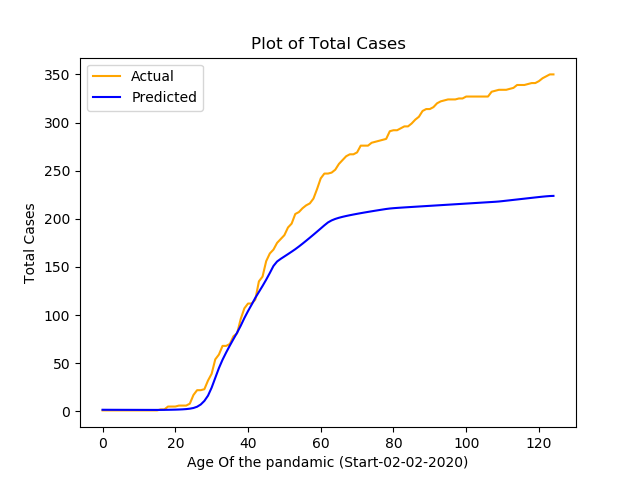 Plot of Total Cases
Actual
Predicted
350
300
250
200
150
100
50
0
Total Cases
0 20 40 60 80 100 120
Age Of the pandamic (Start-02-02-2020)